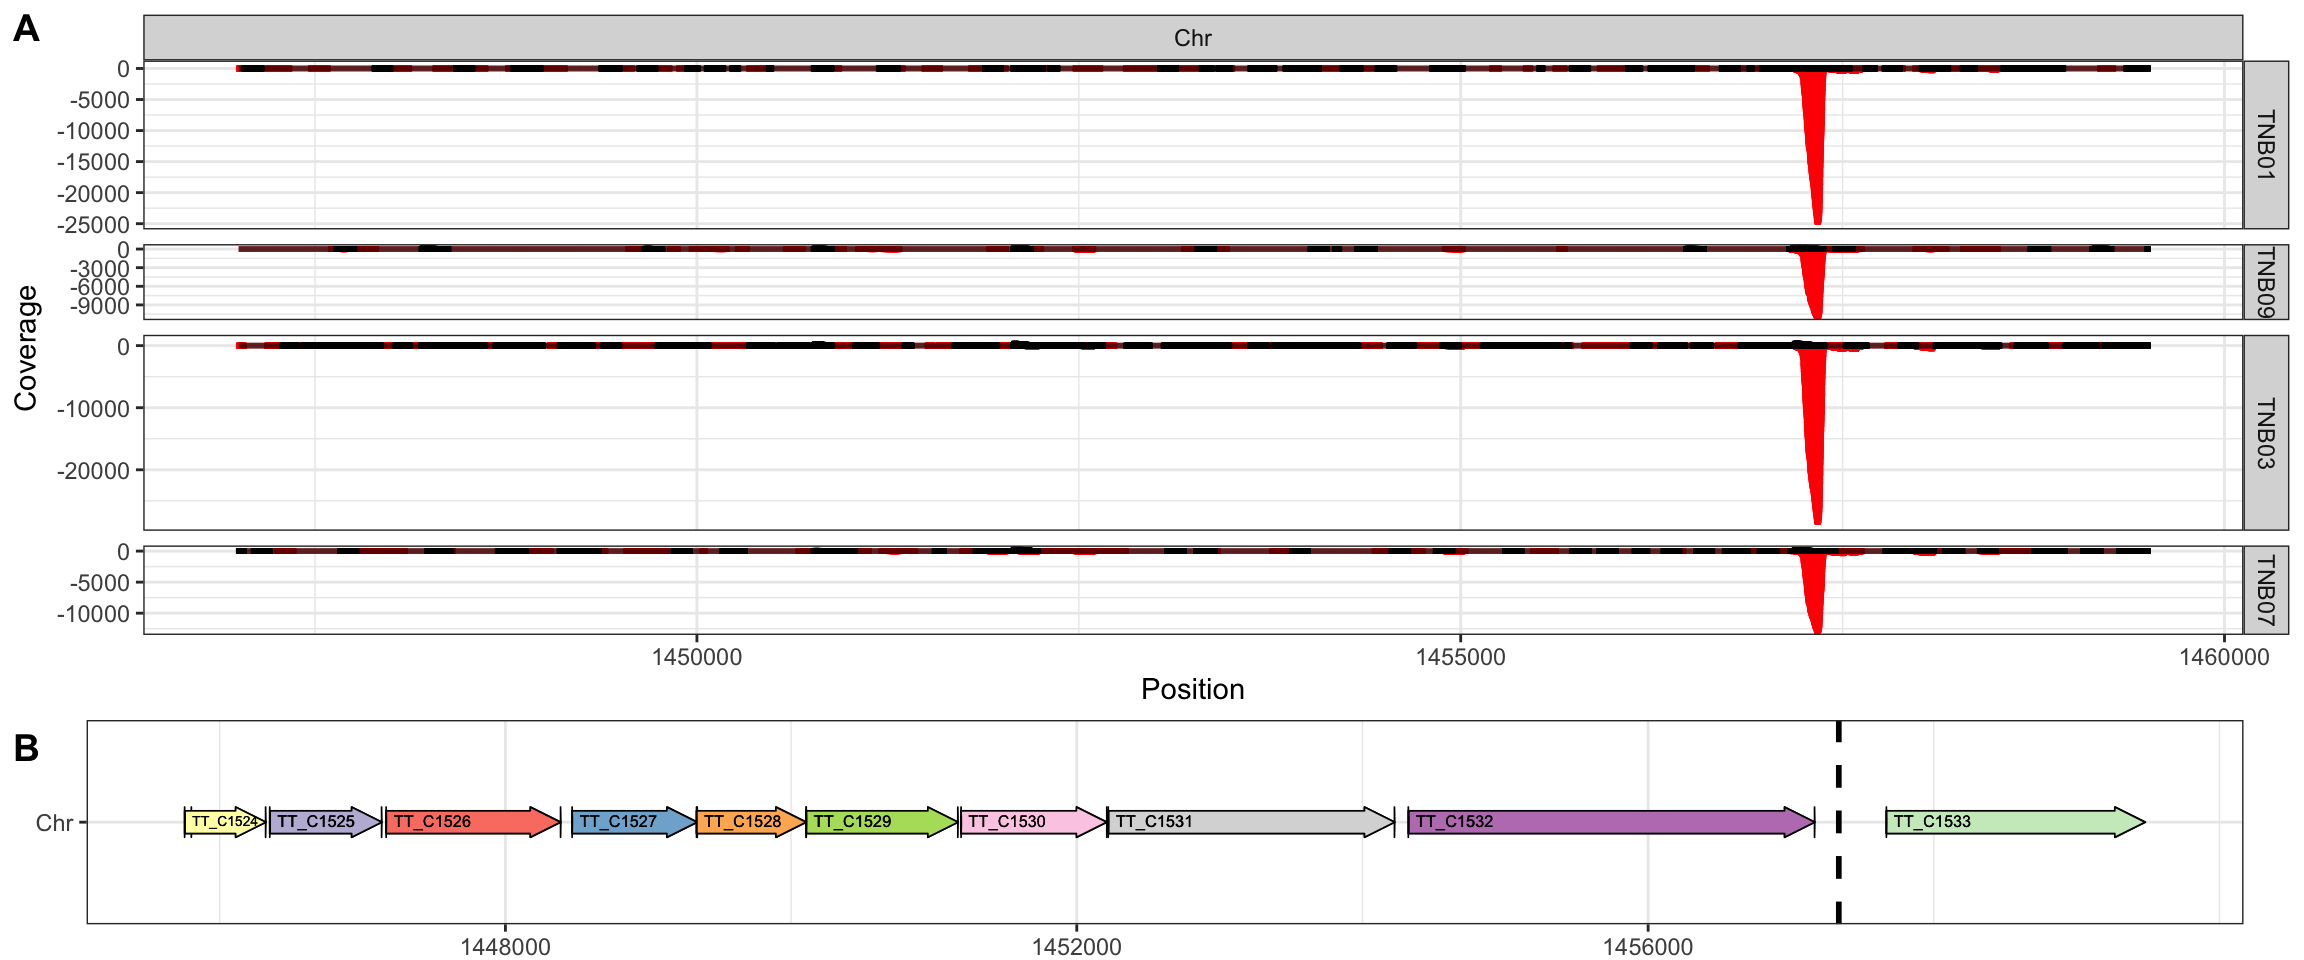 A
Chr
0
-5000
-10000
-15000
-20000
-25000
TNB01
0
-3000
-6000
-9000
TNB09
Coverage
0
-10000
-20000
TNB03
0
-5000
-10000
TNB07
1450000 1455000 1460000
Position
B
Chr
TT_C1524 TT_C1525 TT_C1526 TT_C1527 TT_C1528 TT_C1529 TT_C1530 TT_C1531 TT_C1532 TT_C1533
1448000 1452000 1456000